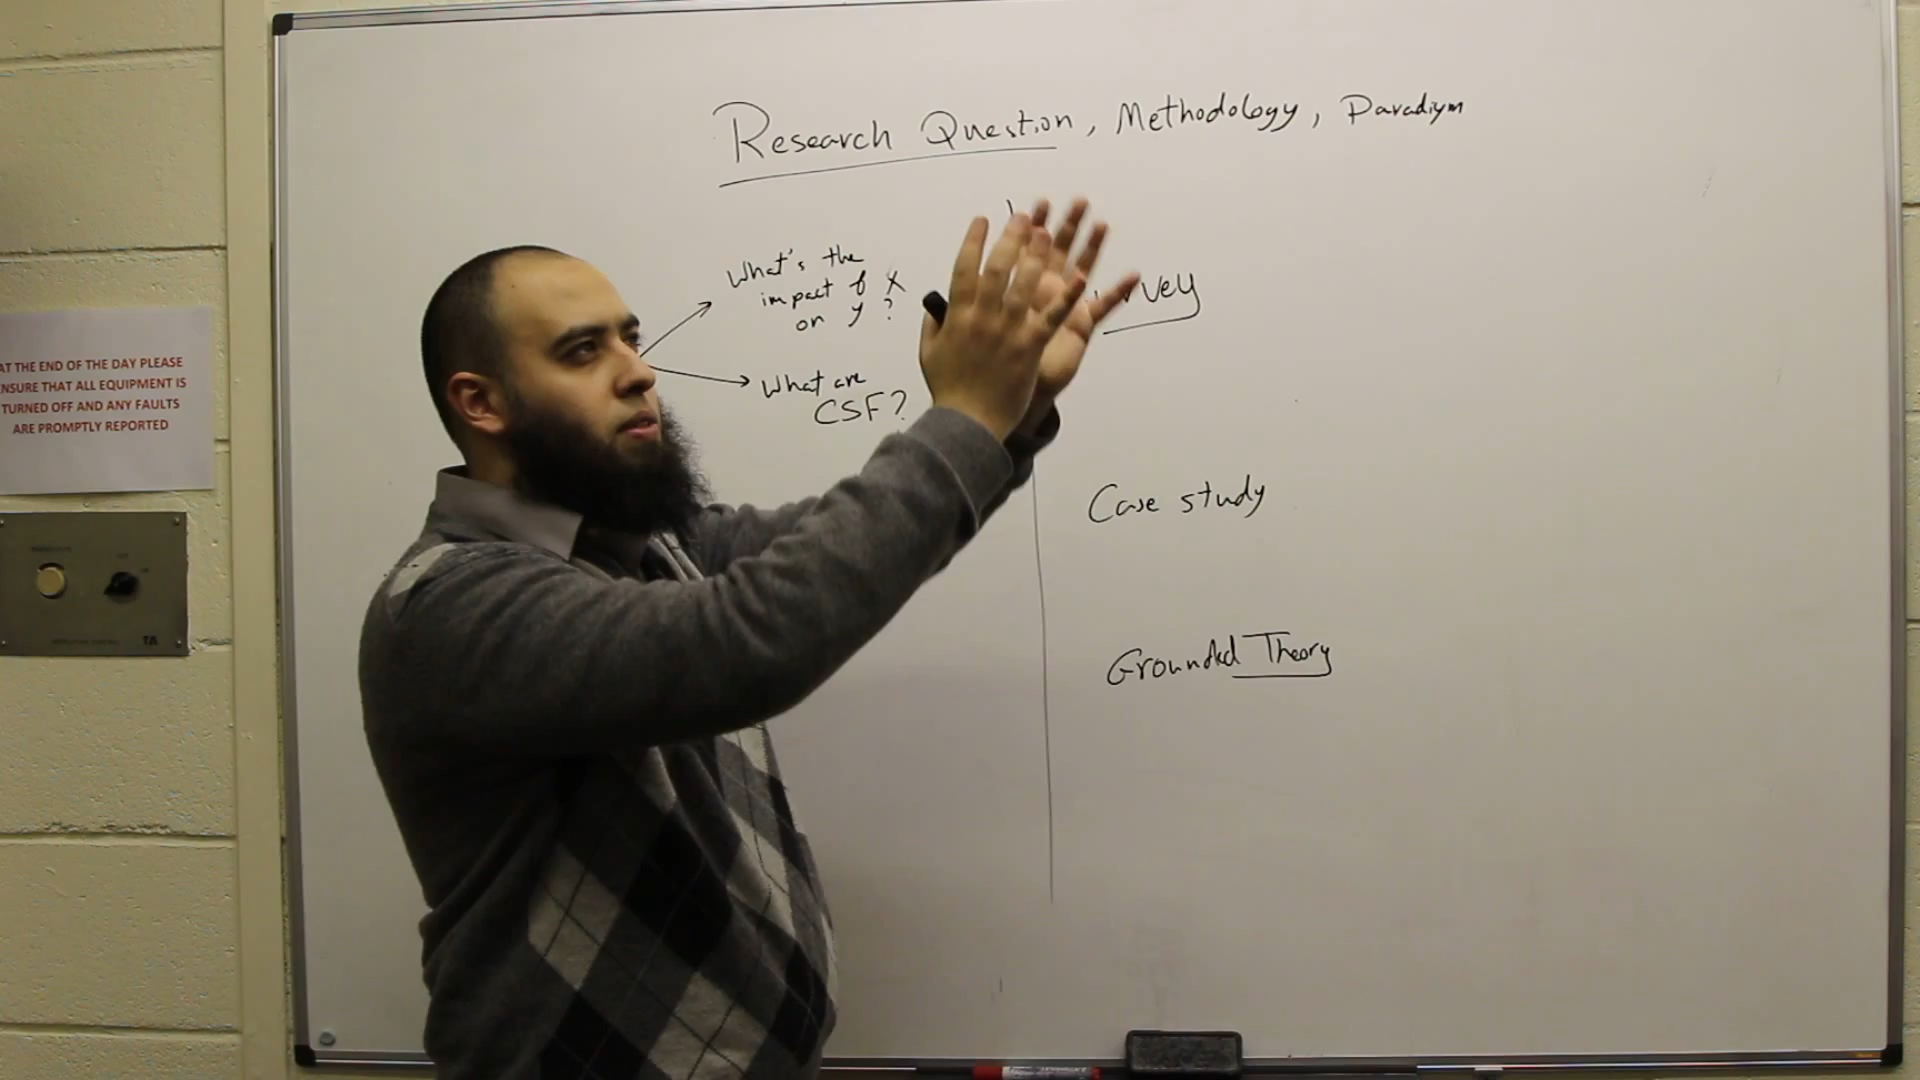 Research Question, Methodology, Paradigm
What's the
impact of X
on y ?
What are
CSF?
Case study
Grounded Theory
AT THE END OF THE DAY PLEASE
ENSURE THAT ALL EQUIPMENT IS
TURNED OFF AND ANY FAULTS
ARE PROMPTLY REPORTED
TA